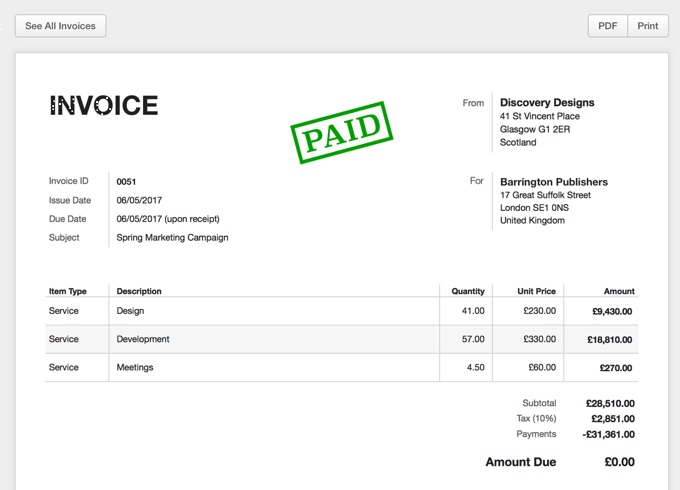 See All Invoices
PDF Print
INVOICE
PAID
From Discovery Designs
41 St Vincent Place
Glasgow G1 2ER
Scotland
Invoice ID 0051
Issue Date 06/05/2017
Due Date 06/05/2017 (upon receipt)
Subject Spring Marketing Campaign
For Barrington Publishers
17 Great Suffolk Street
London SE1 0NS
United Kingdom
Item Type Description Quantity Unit Price Amount
Service Design 41.00 £230.00 £9,430.00
Service Development 57.00 £330.00 £18,810.00
Service Meetings 4.50 £60.00 £270.00
Subtotal £28,510.00
Tax (10%) £2,851.00
Payments -£31,361.00
Amount Due £0.00